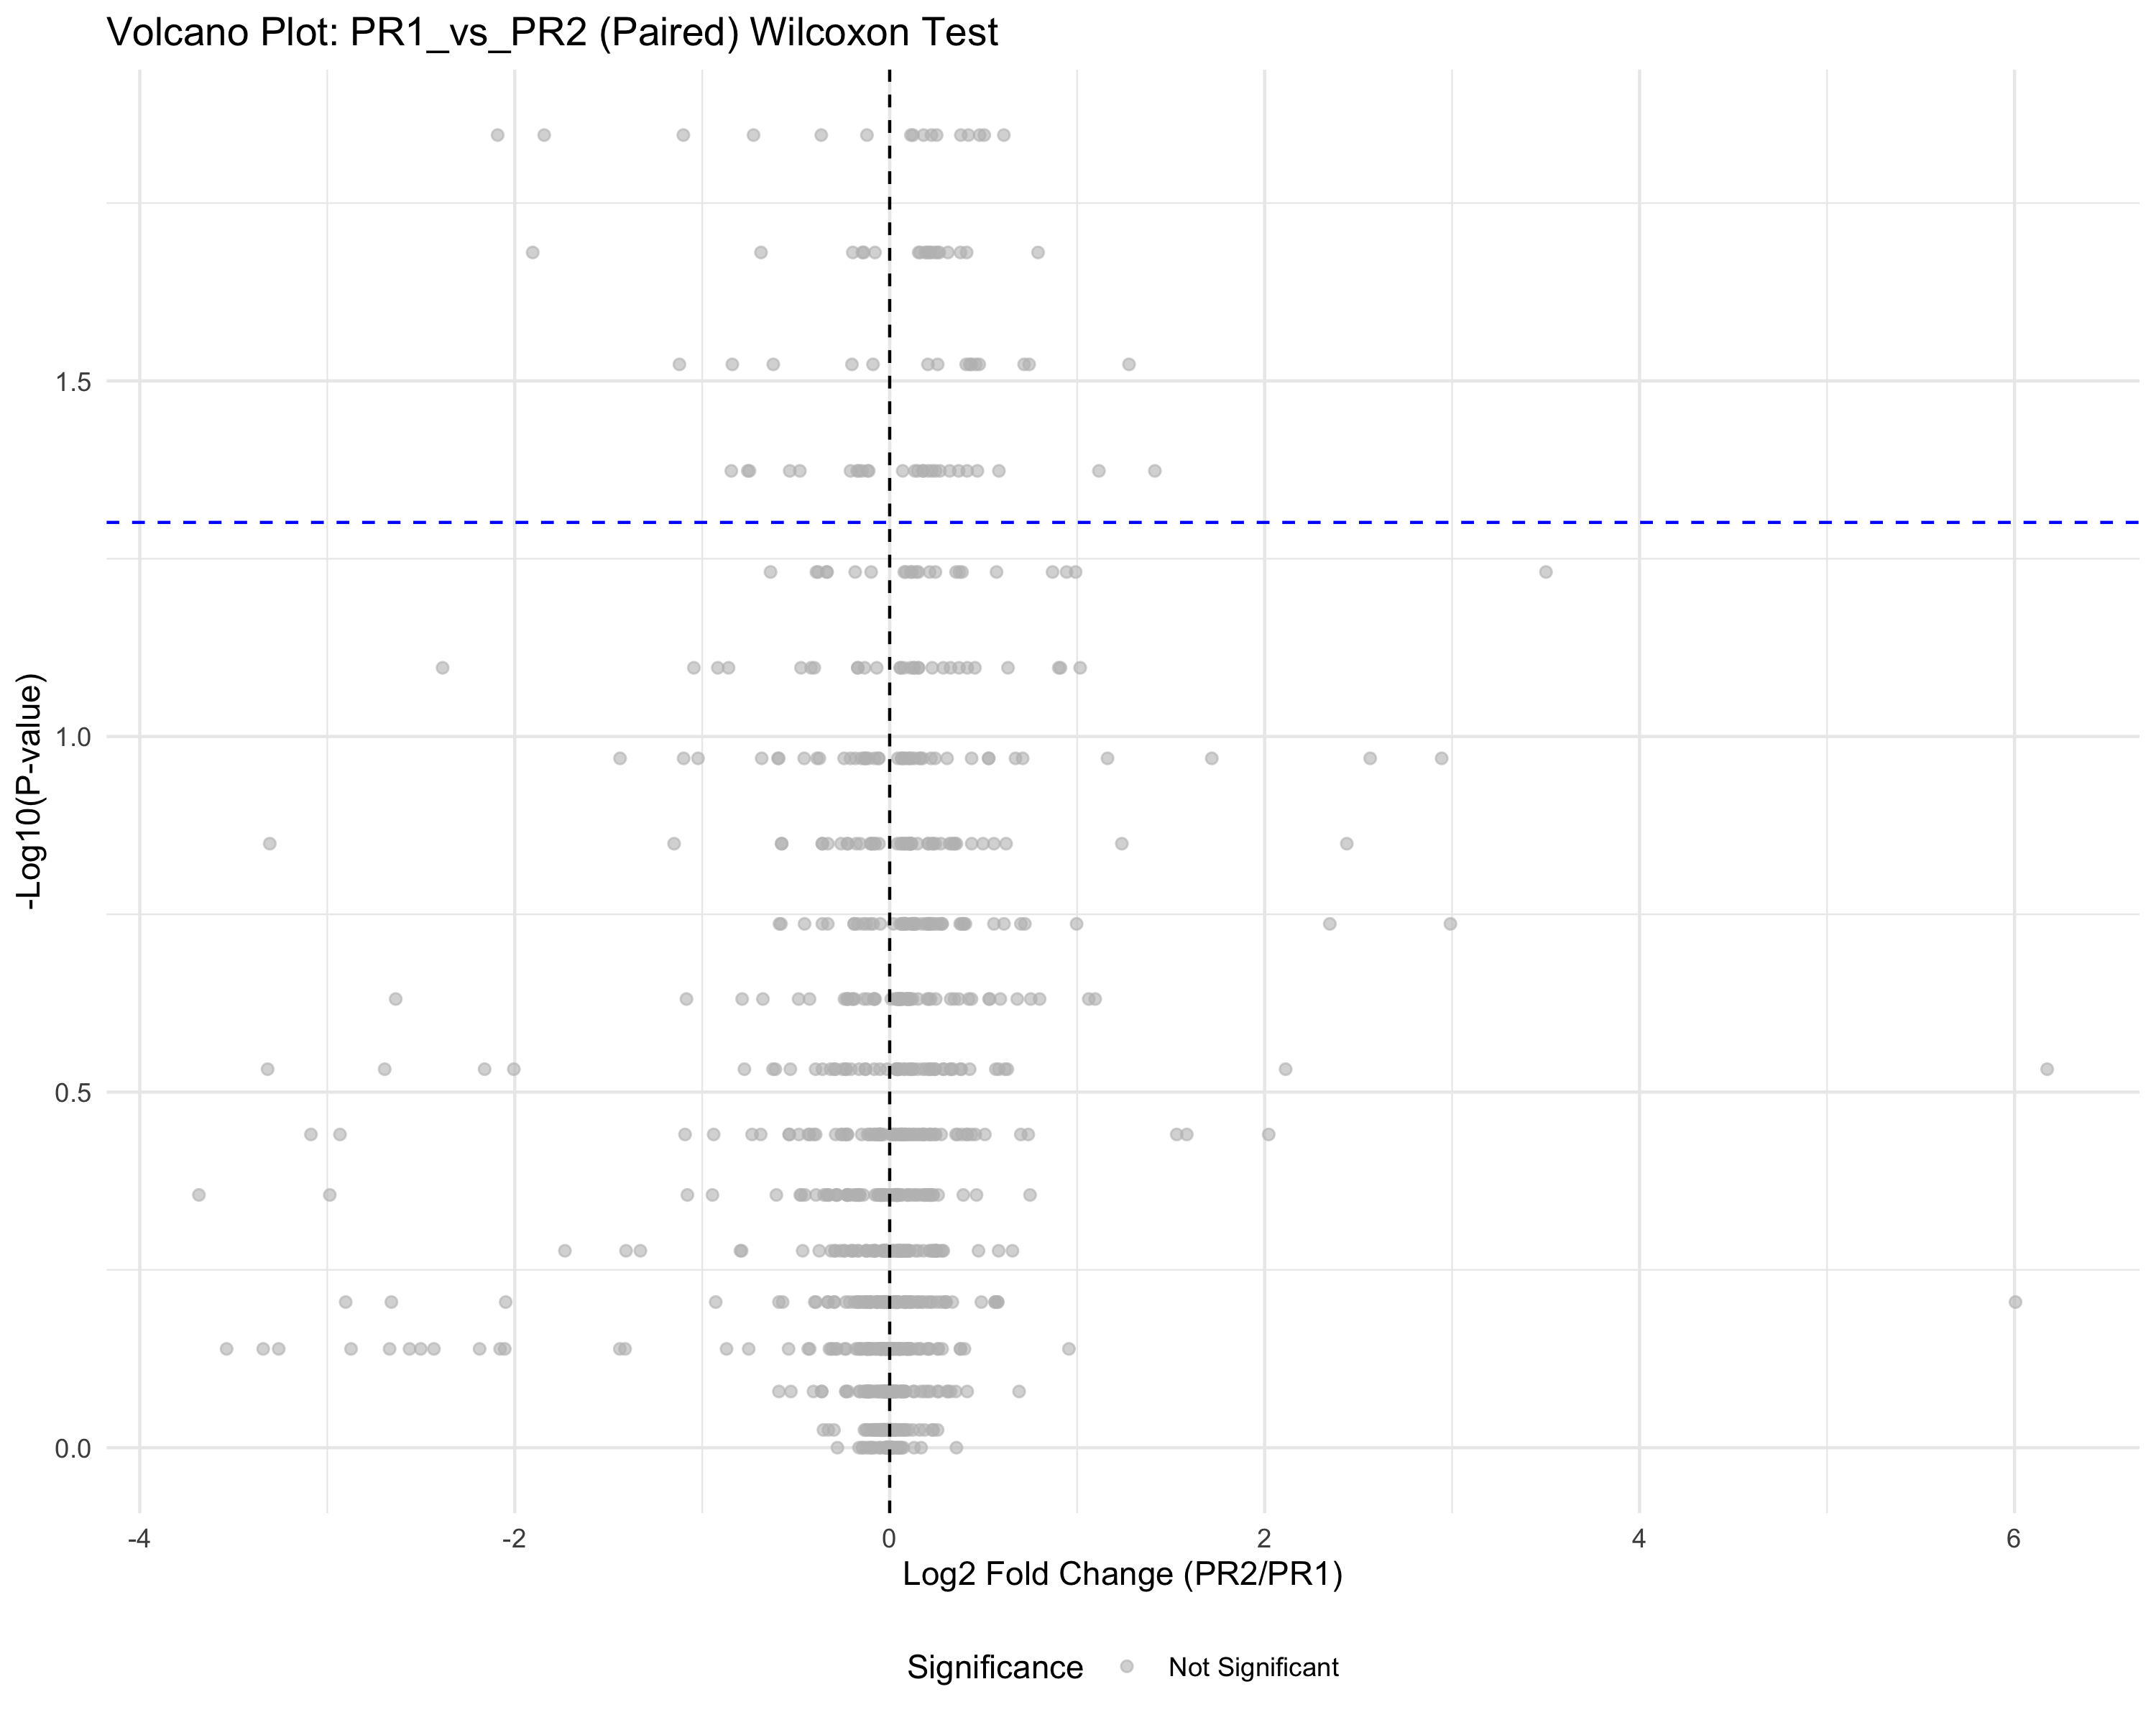 Volcano Plot: PR1_vs_PR2 (Paired) Wilcoxon Test
-Log10(P-value)
1.5
1.0
0.5
0.0
-4 -2 0 2 4 6
Log2 Fold Change (PR2/PR1)
Significance Not Significant